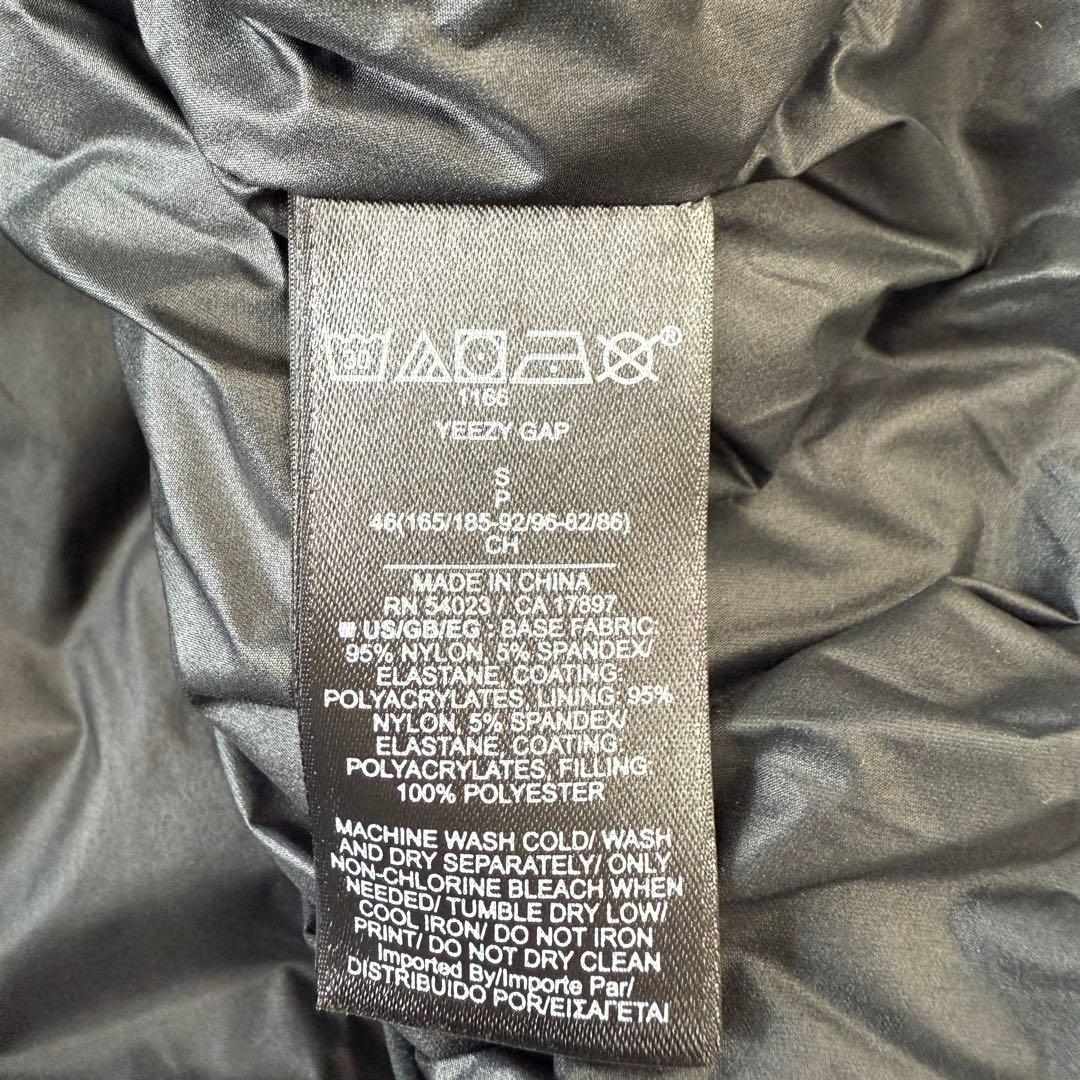 30
P
1166
YEEZY GAP
S
P
46(165/185-92/96-82/86)
CH
MADE IN CHINA
RN 54023 / CA 17697
US/GB/EG : BASE FABRIC
95% NYLON, 5% SPANDEX/
ELASTANE, COATING
POLYACRYLATES, LINING, 95%
NYLON, 5% SPANDEX/
ELASTANE, COATING
POLYACRYLATES, FILLING
100% POLYESTER
MACHINE WASH COLD/ WASH
AND DRY SEPARATELY/ ONLY
NON-CHLORINE BLEACH WHEN
NEEDED/ TUMBLE DRY LOW/
COOL IRON/ DO NOT IRON
PRINT/ DO NOT DRY CLEAN
Imported By/Importe Par/
DISTRIBUIDO POR/ΕΙΣΑΓΕΤΑΙ